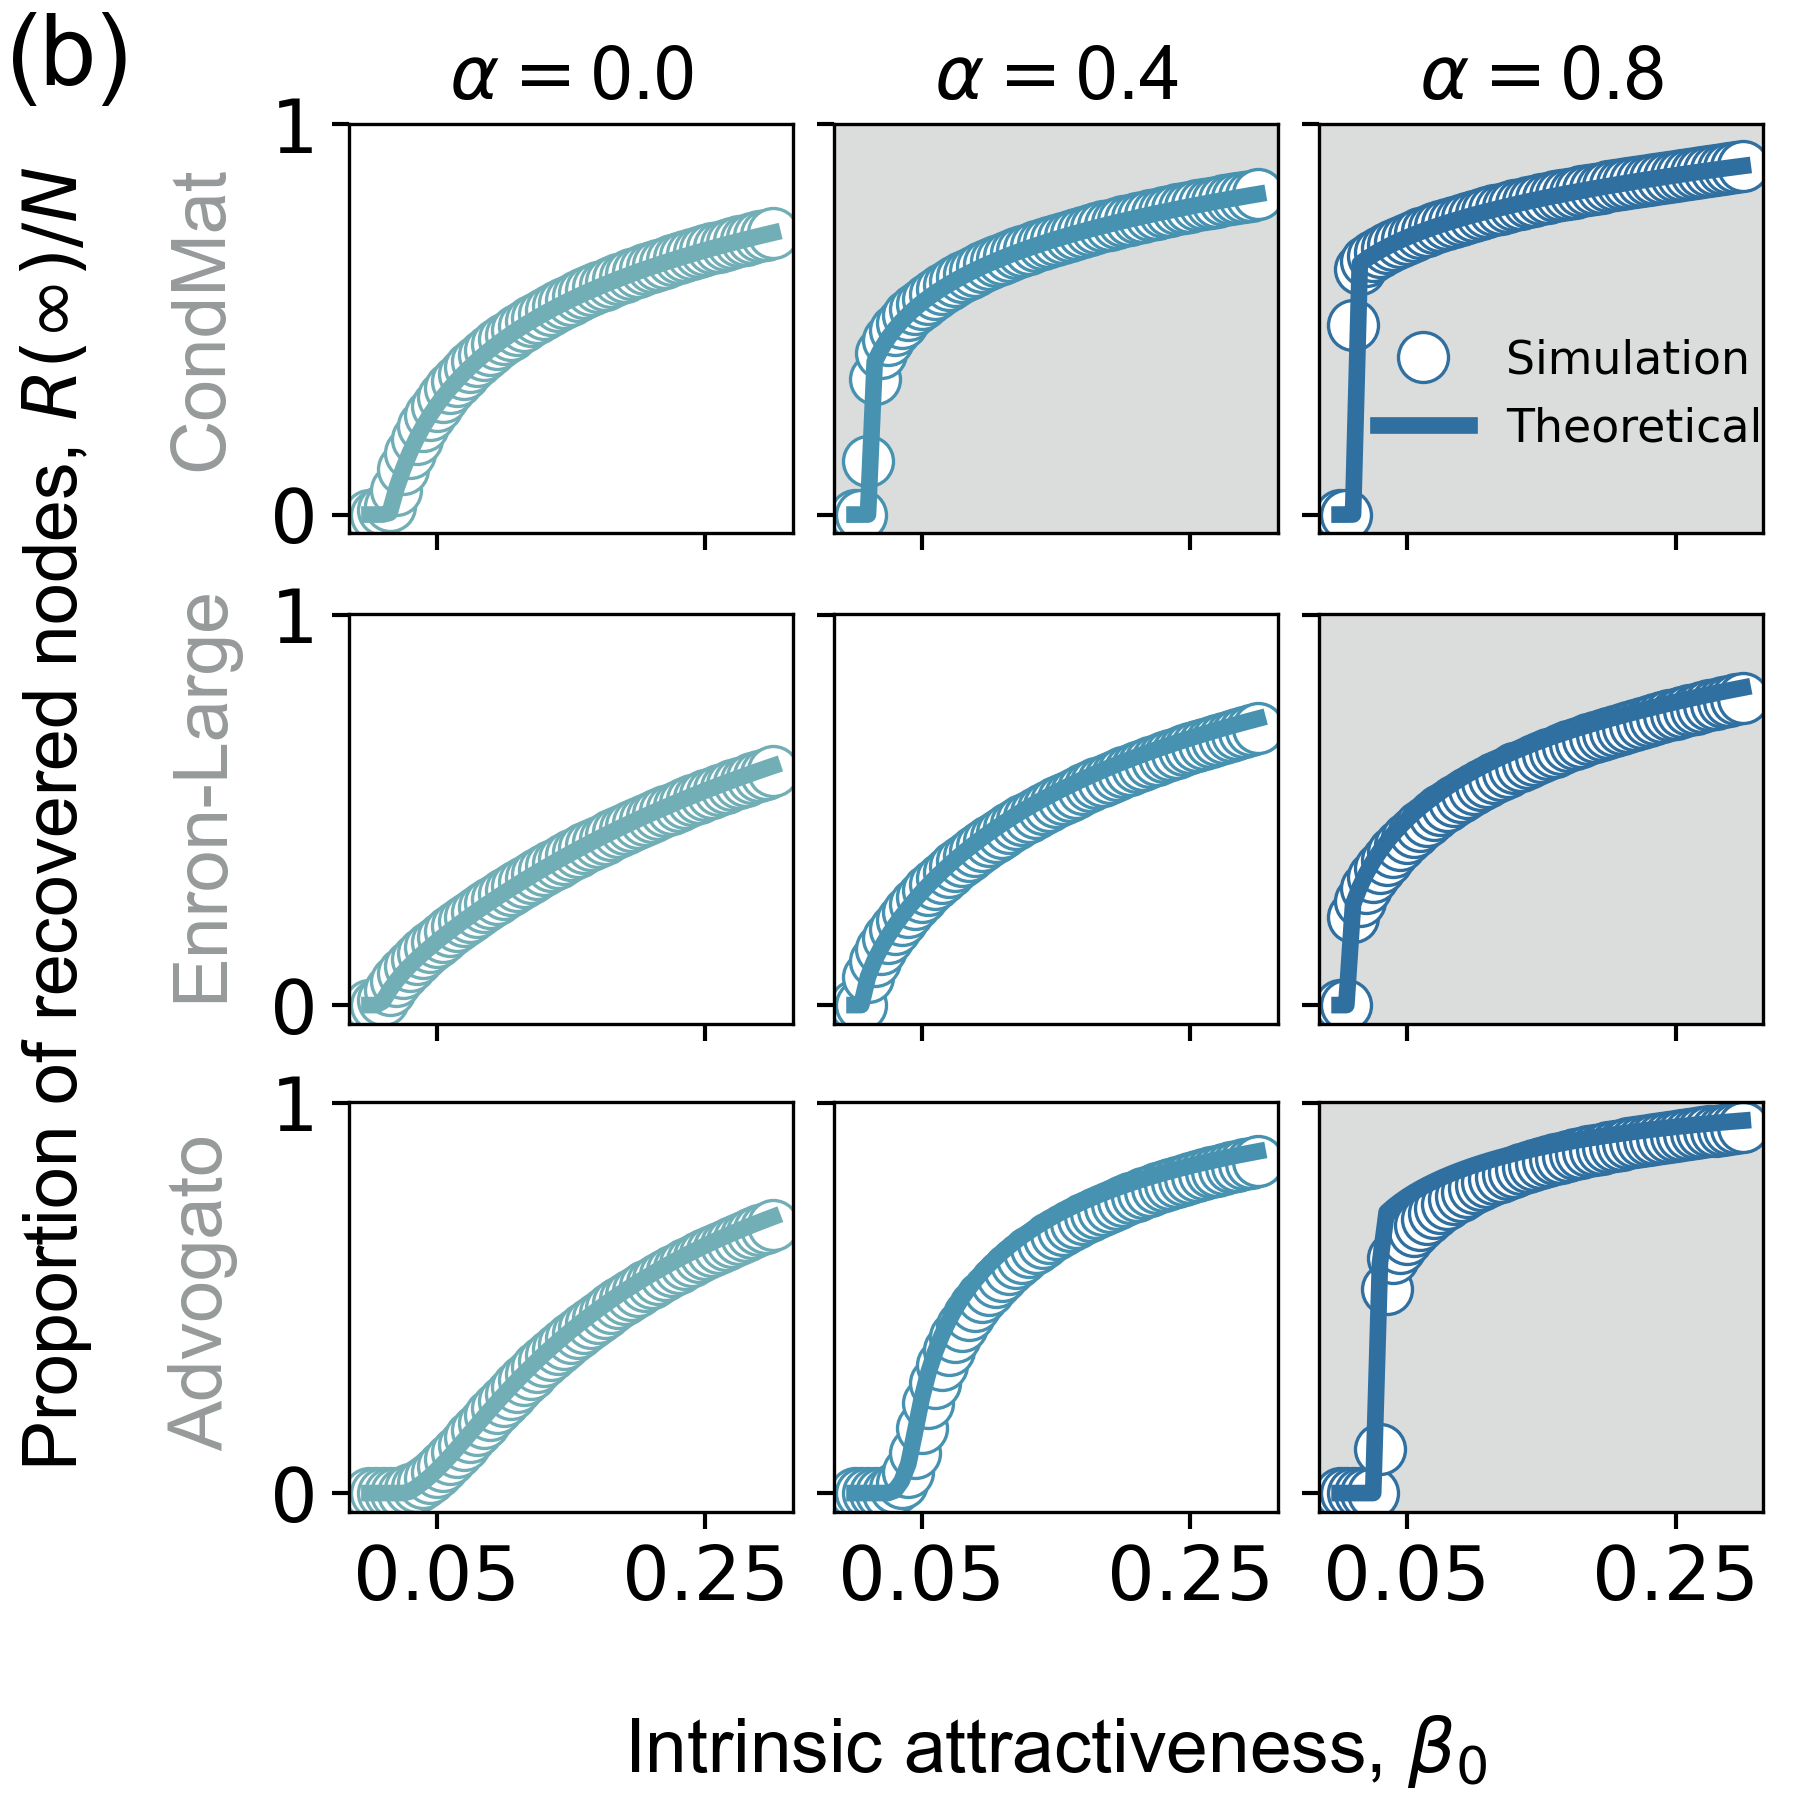 (b)
α = 0.0
α = 0.4
α = 0.8
Proportion of recovered nodes, R(∞)/N
CondMat
1
0
Simulation
Theoretical
Enron-Large
1
0
Advogato
1
0
0.05
0.25
0.05
0.25
0.05
0.25
Intrinsic attractiveness, β₀